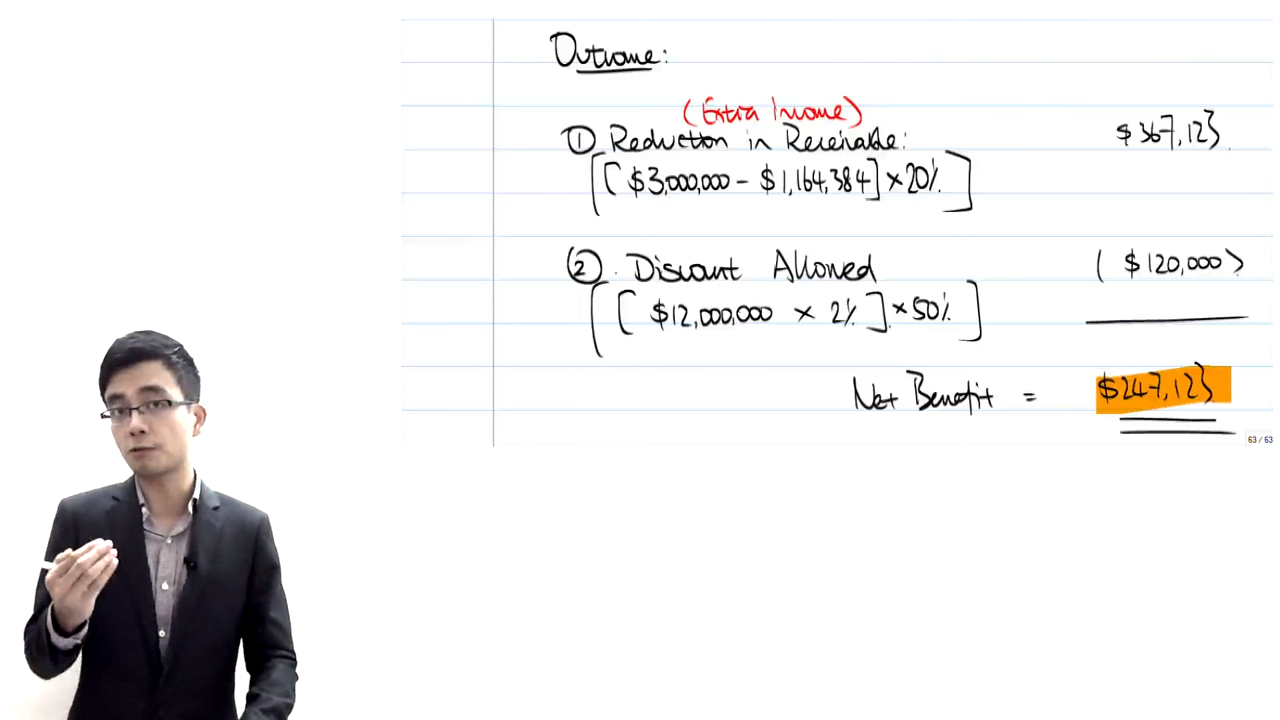 Outcome:
(Extra Income)
① Reduction in Receivable: $367,123
[[$3,000,000 - $1,164,384] × 20%]
② Discount Allowed ($120,000)
[[$12,000,000 × 2%] × 50%]
Net Benefit = $247,123
63 / 63